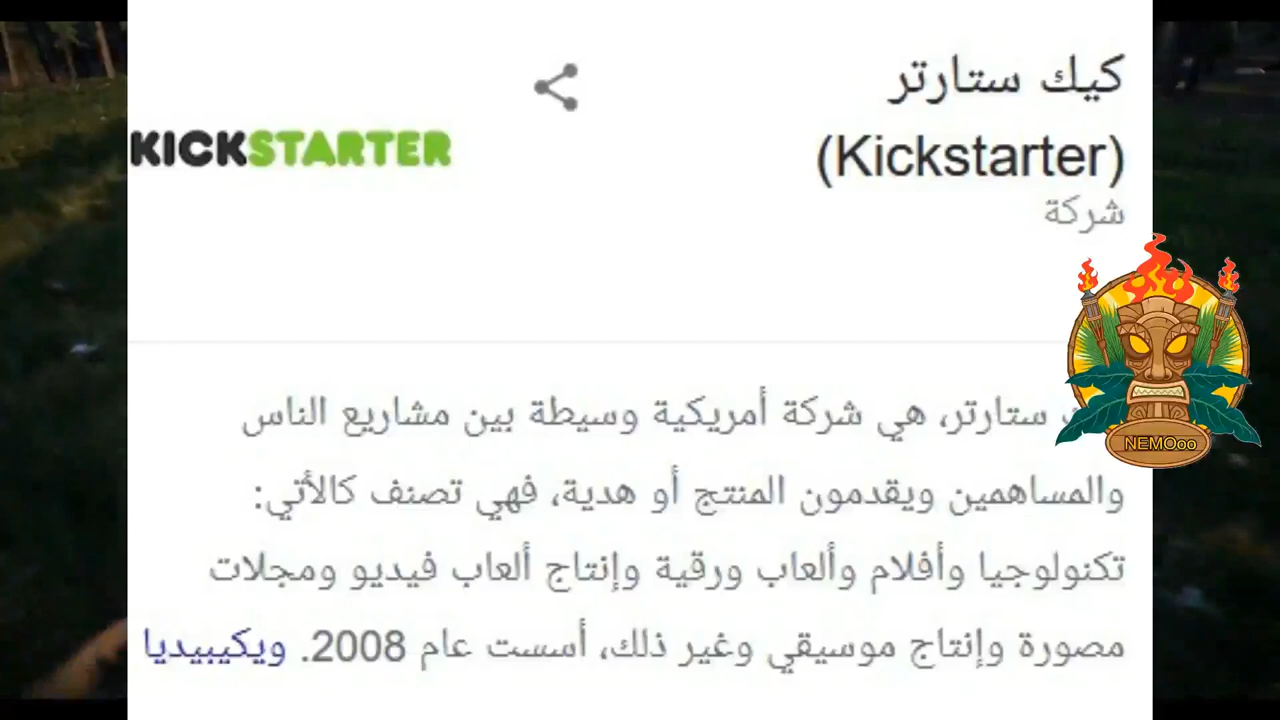 كيك ستارتر
(Kickstarter)
شركة
KICKSTARTER
NEMOoo
ستارتر، هي شركة أمريكية وسيطة بين مشاريع الناس
والمساهمين ويقدمون المنتج أو هدية، فهي تصنف كالأتي:
تكنولوجيا وأفلام وألعاب ورقية وإنتاج ألعاب فيديو ومجلات
مصورة وإنتاج موسيقي وغير ذلك، أسست عام 2008. ويكيبيديا